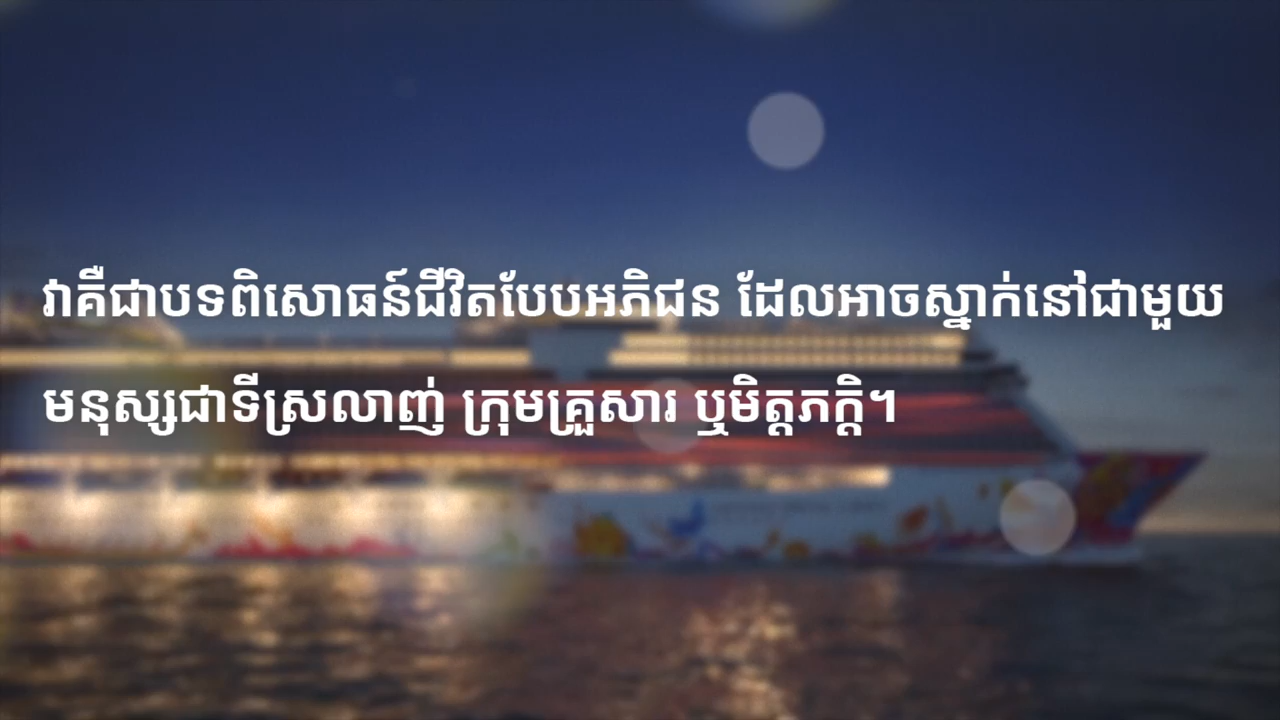 វាគឺជាបទពិសោធន៍ជីវិតបែបអភិជន ដែលអាចស្នាក់នៅជាមួយ
មនុស្សជាទីស្រលាញ់ ក្រុមគ្រួសារ ឬមិត្តភក្តិ។